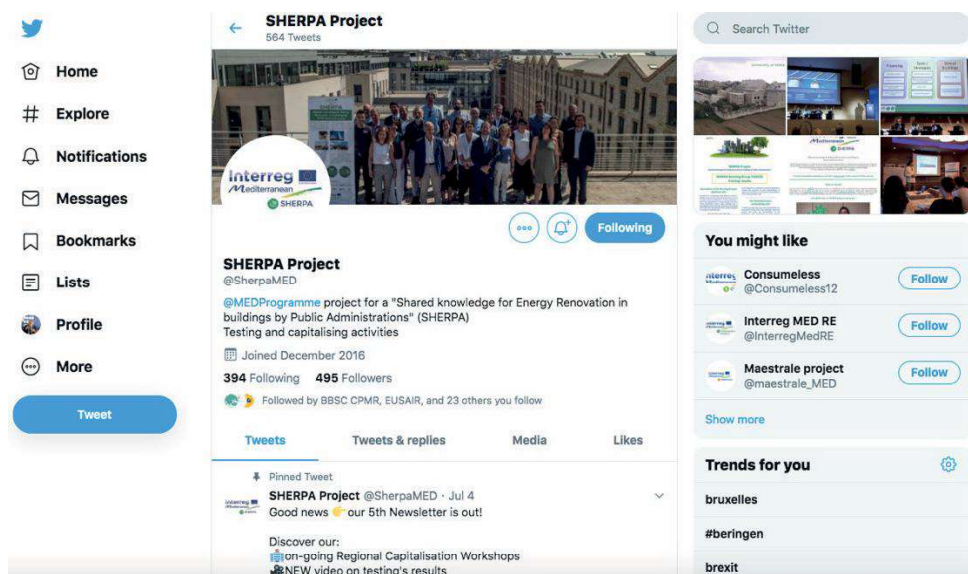 SHERPA Project
564 Tweets
Search Twitter
Home
Explore
Notifications
Messages
Bookmarks
Lists
Profile
More
Tweet
SHERPA
Interreg
Mediterranean
SHERPA
Following
SHERPA Project
@SherpaMED
@MEDProgramme project for a "Shared knowledge for Energy Renovation in
buildings by Public Administrations" (SHERPA)
Testing and capitalising activities
Joined December 2016
394 Following 495 Followers
Followed by BBSC CPMR, EUSAIR, and 23 others you follow
Tweets Tweets & replies Media Likes
Pinned Tweet
SHERPA Project @SherpaMED · Jul 4
Good news 👉 our 5th Newsletter is out!
Discover our:
on-going Regional Capitalisation Workshops
NEW video on testing's results
You might like
Consumeless
@Consumeless12
Follow
Interreg MED RE
@InterregMedRE
Follow
Maestrale project
@maestrale_MED
Follow
Show more
Trends for you
bruxelles
#beringen
brexit